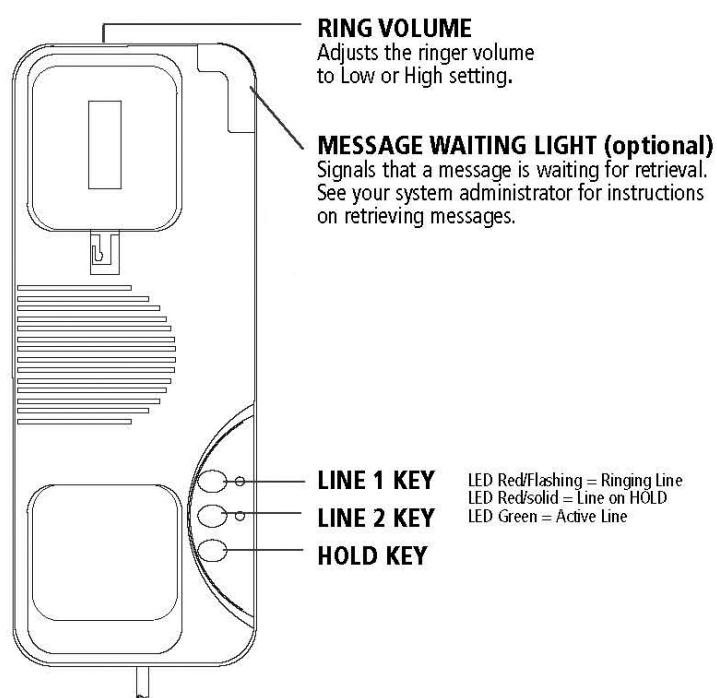 RING VOLUME
Adjusts the ringer volume
to Low or High setting.
MESSAGE WAITING LIGHT (optional)
Signals that a message is waiting for retrieval.
See your system administrator for instructions
on retrieving messages.
LINE 1 KEY
LED Red/Flashing = Ringing Line
LED Red/solid = Line on HOLD
LINE 2 KEY
LED Green = Active Line
HOLD KEY